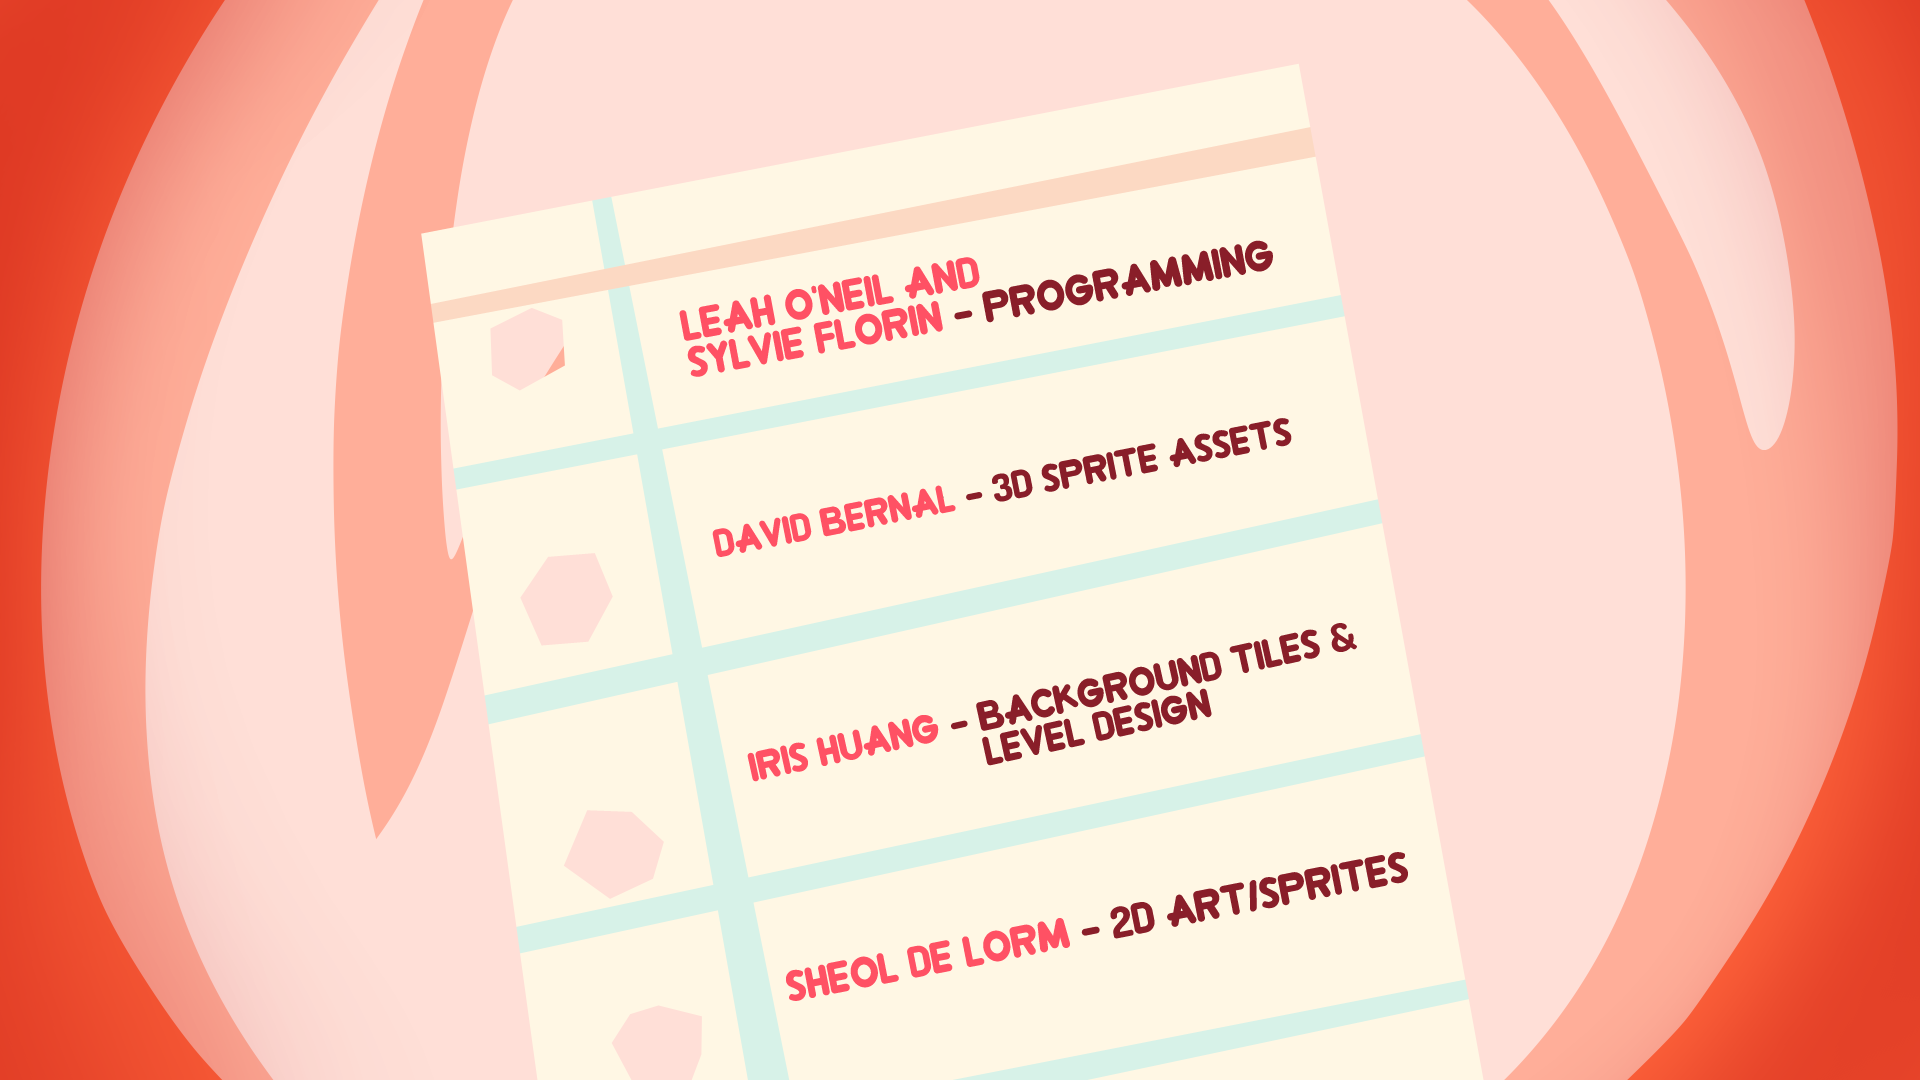 LEAH O'NEIL AND
SYLVIE FLORIN - PROGRAMMING
DAVID BERNAL - 3D SPRITE ASSETS
IRIS HUANG - BACKGROUND TILES &
LEVEL DESIGN
SHEOL DE LORM - 2D ART/SPRITES